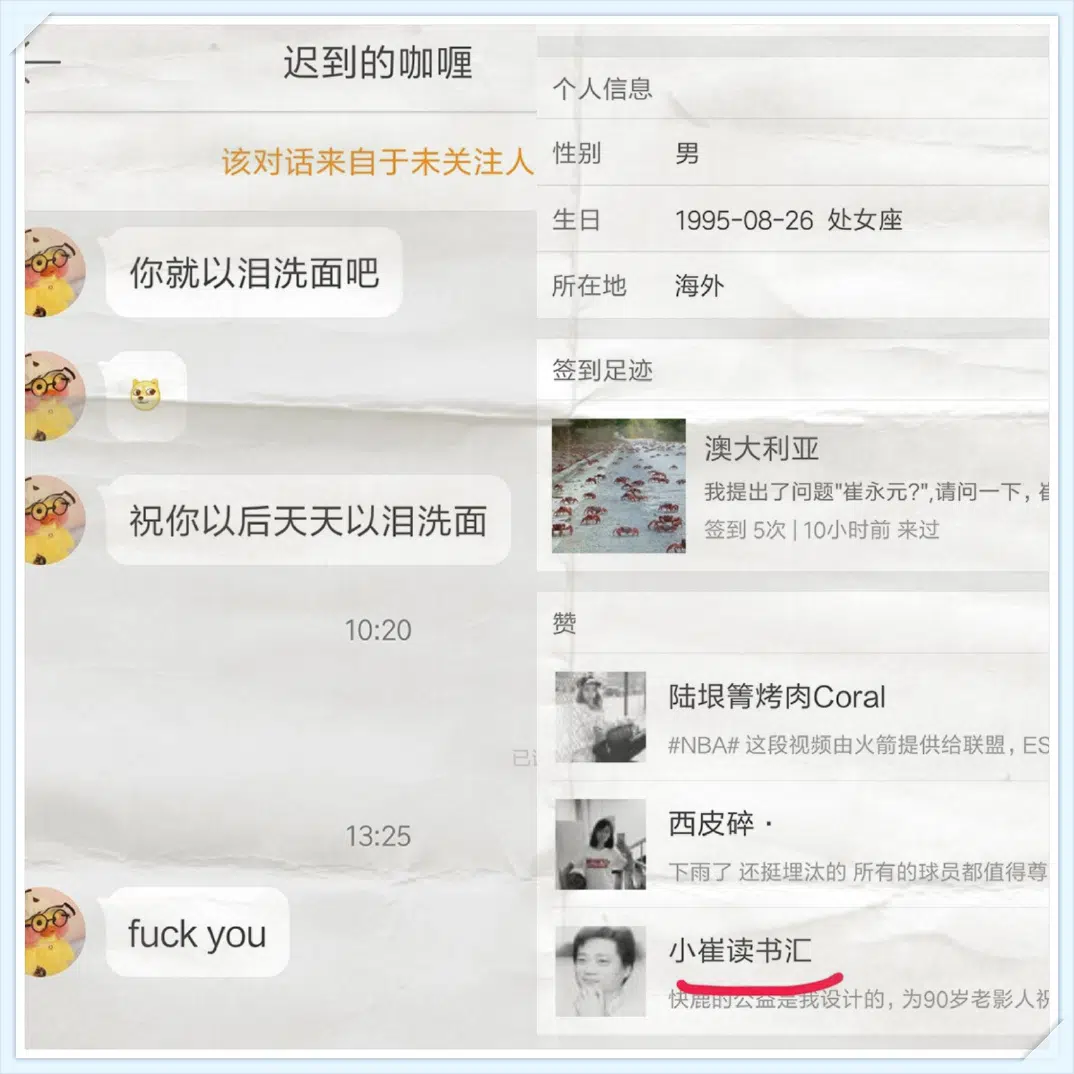 迟到的咖喱
该对话来自于未关注人
你就以泪洗面吧
祝你以后天天以泪洗面
10:20
13:25
fuck you
个人信息
性别 男
生日 1995-08-26 处女座
所在地 海外
签到足迹
澳大利亚
我提出了问题"崔永元?",请问一下，
签到 5次 | 10小时前 来过
赞
陆垠箐烤肉Coral
#NBA# 这段视频由火箭提供给联盟，ES
西皮碎·
下雨了 还挺埋汰的 所有的球员都值得尊
小崔读书汇
快鹿的公益是我设计的，为90岁老影人祝